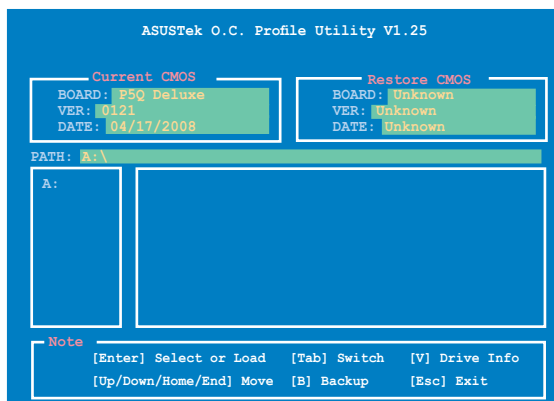 ASUSTek O.C. Profile Utility V1.25
Current CMOS
BOARD: P5Q Deluxe
VER: 0121
DATE: 04/17/2008
Restore CMOS
BOARD: Unknown
VER: Unknown
DATE: Unknown
PATH: A:\
A:
Note
[Enter] Select or Load [Tab] Switch [V] Drive Info
[Up/Down/Home/End] Move [B] Backup [Esc] Exit